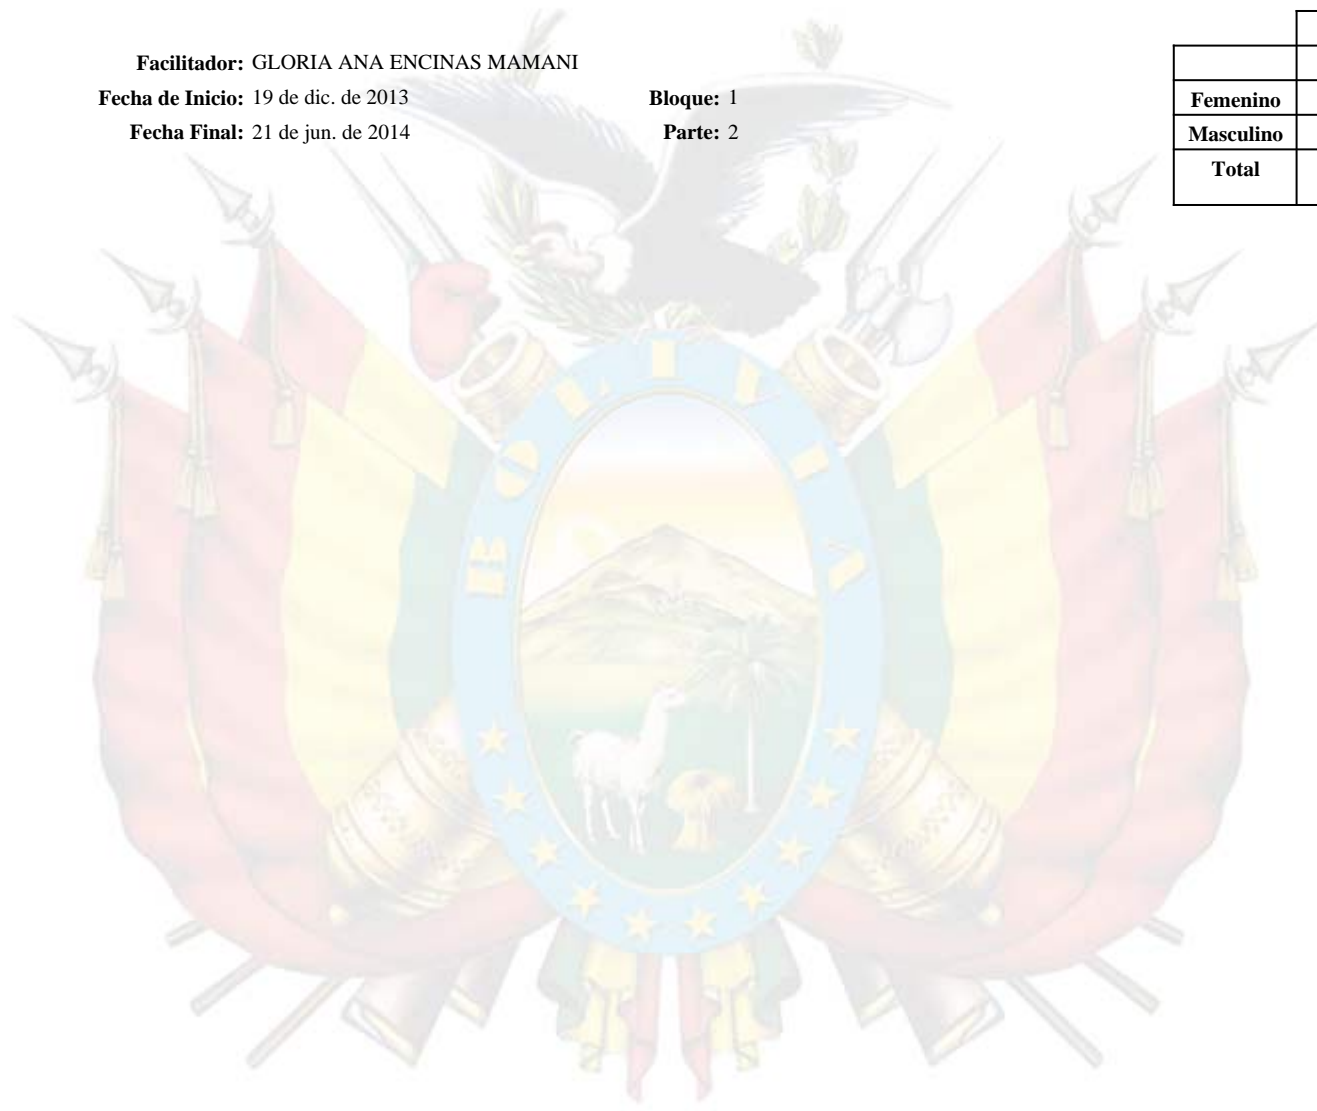 Facilitador: GLORIA ANA ENCINAS MAMANI
Fecha de Inicio: 19 de dic. de 2013 Bloque: 1
Fecha Final: 21 de jun. de 2014 Parte: 2
Femenino
Masculino
Total
BOLIVIA